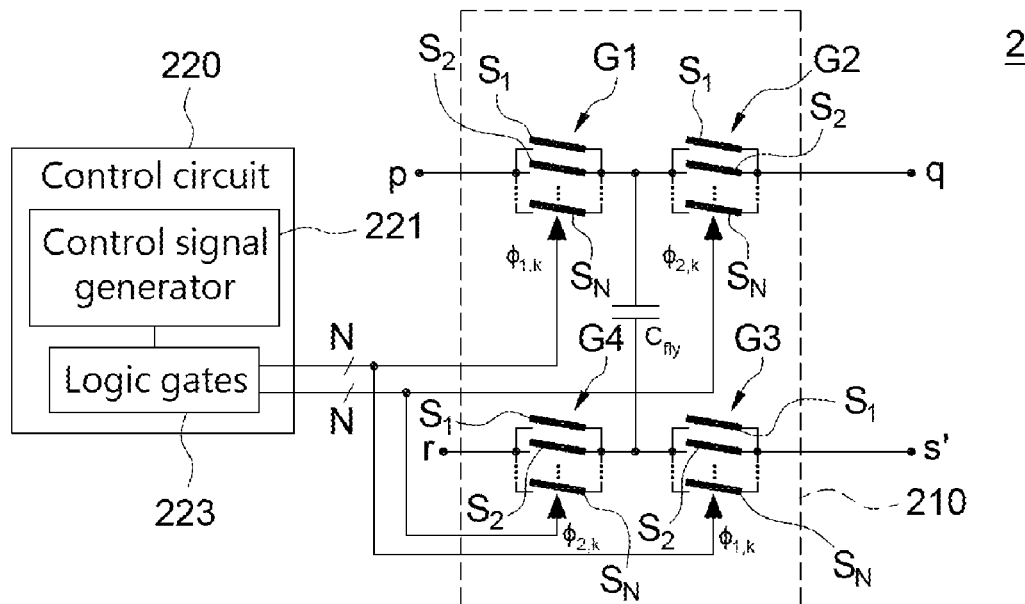 2
220
Control circuit
Control signal
generator
221
Logic gates
223
N
N
S2
S1
G1
S1
G2
S2
p
q
ϕ1,k
SN
ϕ2,k
SN
Cfly
G4
G3
S1
S1
r
s'
S2
ϕ2,k
SN
S2
ϕ1,k
SN
210